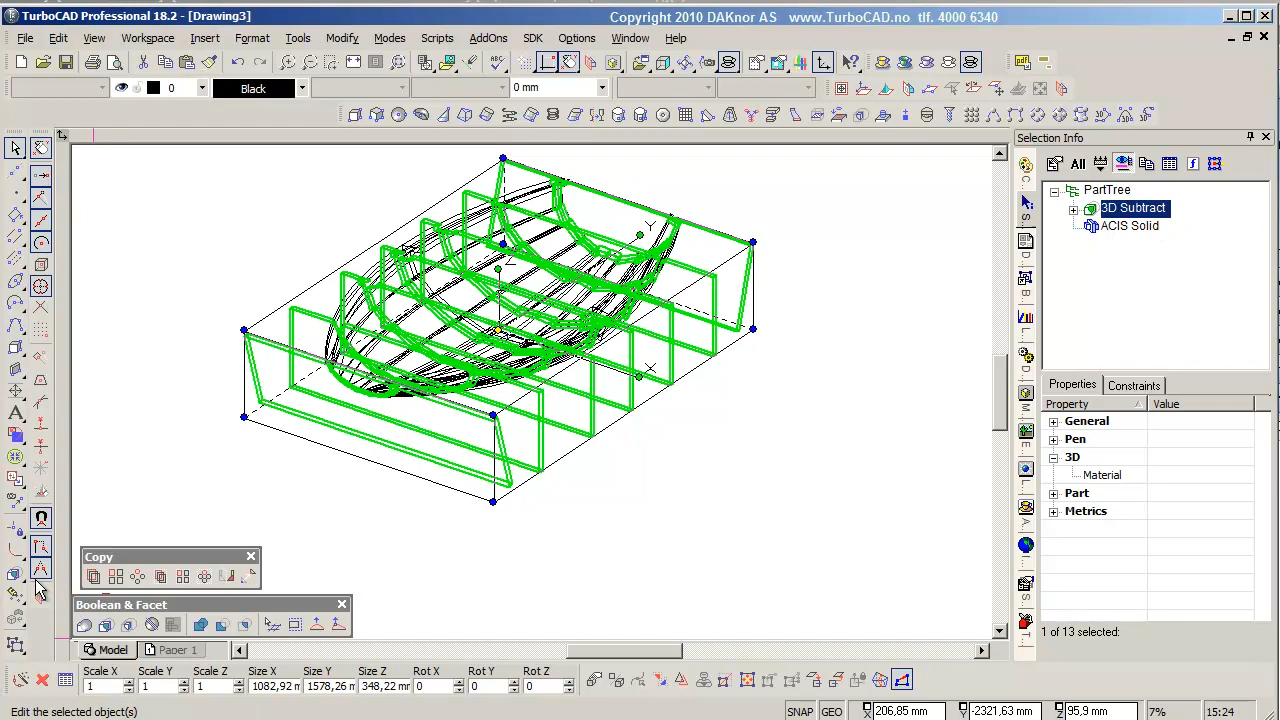 TurboCAD Professional 18.2 - [Drawing3]
Copyright 2010 DAKnor AS www.TurboCAD.no tlf. 4000 6340
File Edit View Workspace Insert Format Tools Modify Modes Scripts AddOns SDK Options Window Help
0 Black 0 mm
Selection Info
All
PartTree
3D Subtract
ACIS Solid
Y
Z
X
Properties Constraints
Property Value
General
Pen
3D
Material
Part
Metrics
Copy
Boolean & Facet
1 of 13 selected:
Model Paper 1
Scale X Scale Y Scale Z Size X Size Y Size Z Rot X Rot Y Rot Z
1 1 1 1082,92 m 1578,26 m 348,22 mm 0 0 0
Edit the selected object(s)
SNAP GEO X 206,85 mm Y -2321,63 mm Z 95,9 mm 7% 15:24